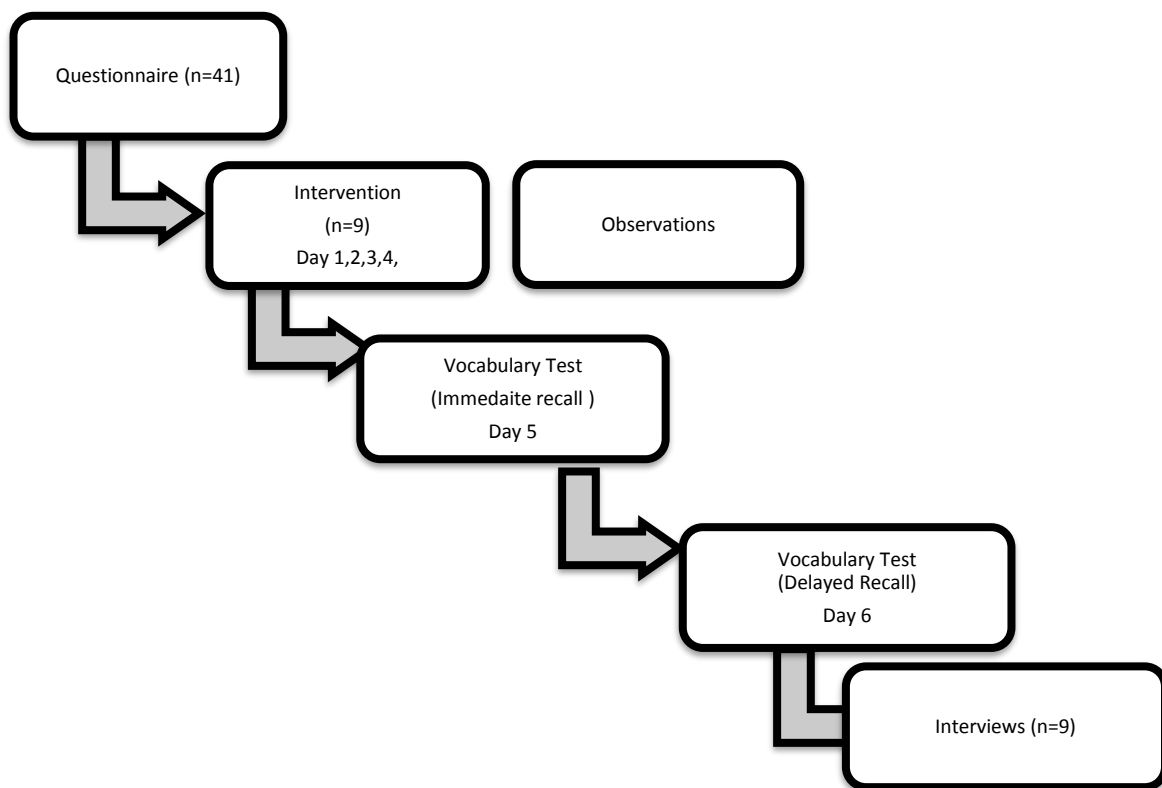 Questionnaire (n=41)
Intervention
(n=9)
Day 1,2,3,4,
Observations
Vocabulary Test
(Immedaite recall )
Day 5
Vocabulary Test
(Delayed Recall)
Day 6
Interviews (n=9)